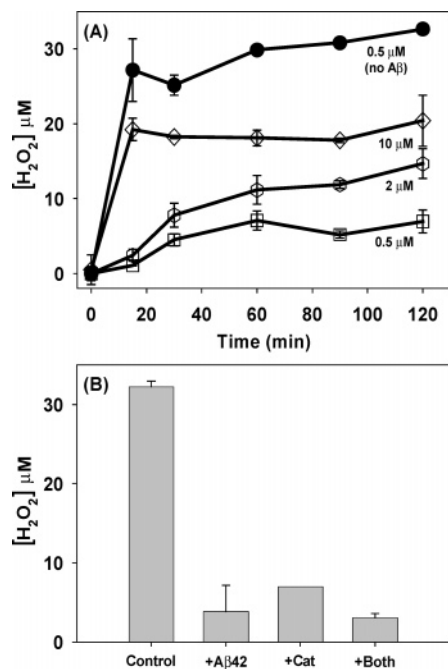 (A)
[H₂O₂] μM
30
20
10
0
0.5 μM
(no Aβ)
10 μM
2 μM
0.5 μM
0 20 40 60 80 100 120
Time (min)
(B)
[H₂O₂] μM
30
20
10
0
Control +Aβ42 +Cat +Both